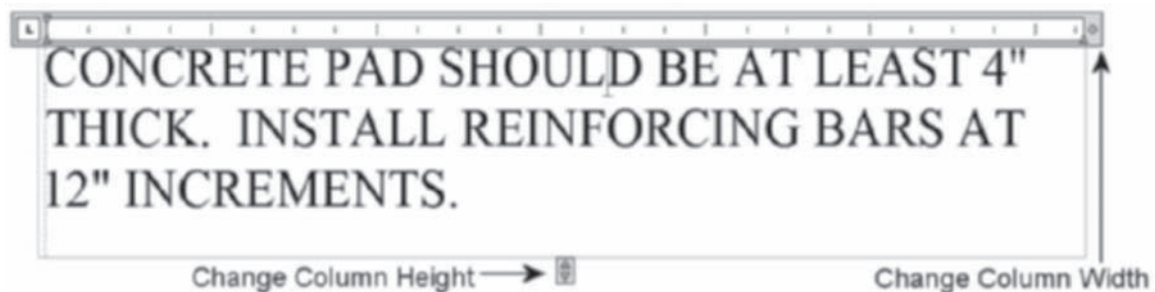 CONCRETE PAD SHOULD BE AT LEAST 4"
THICK.  INSTALL REINFORCING BARS AT
12" INCREMENTS.
Change Column Height
Change Column Width